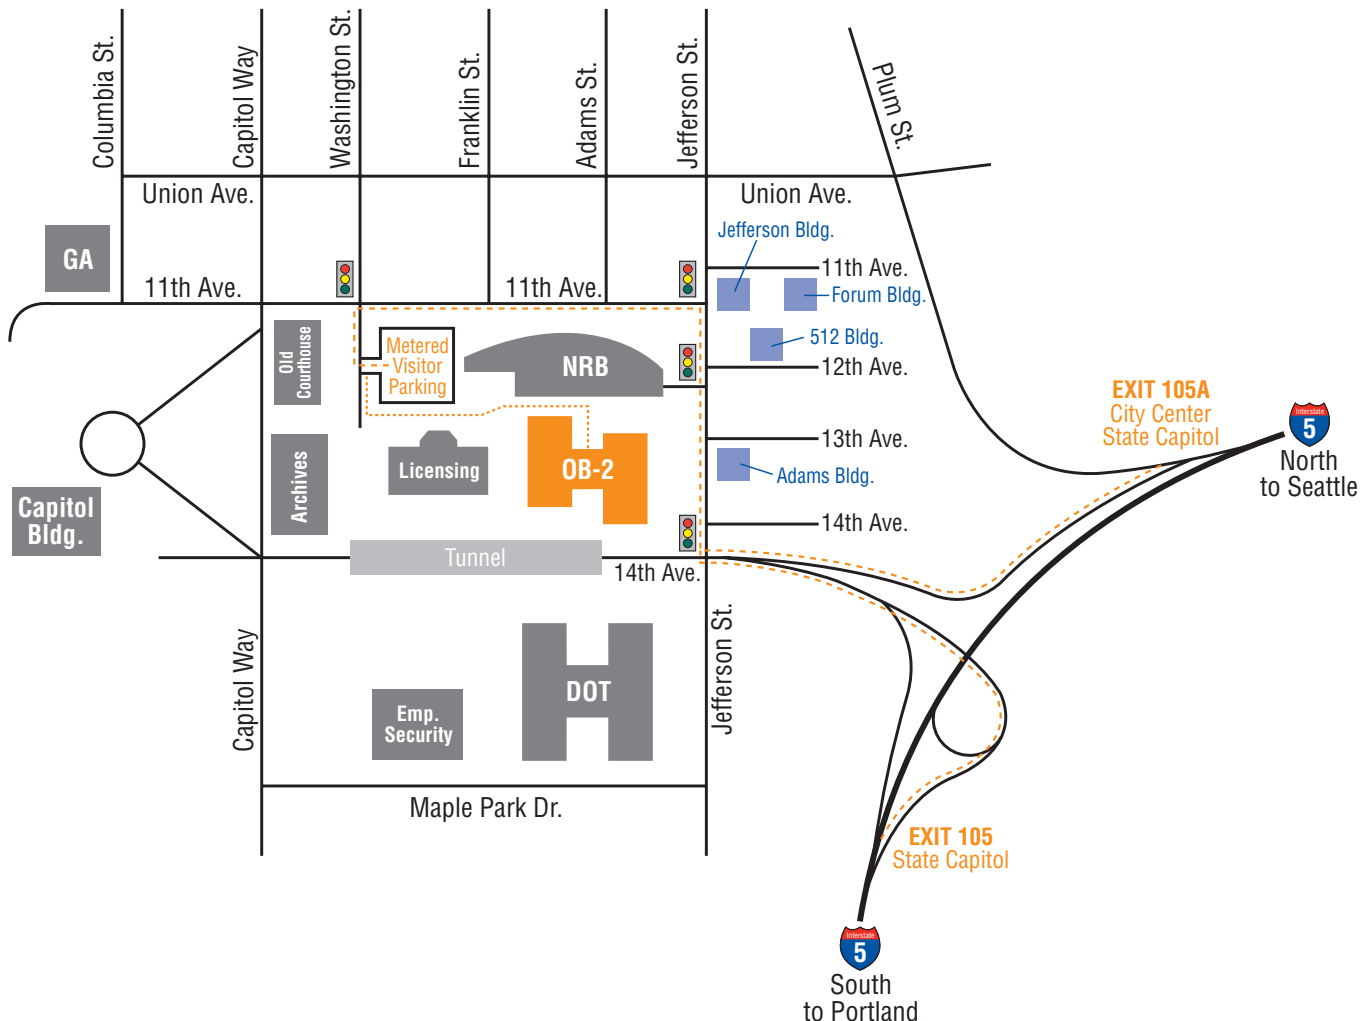 Columbia St.
Capitol Way
Washington St.
Franklin St.
Adams St.
Jefferson St.
Plum St.
Union Ave.
Union Ave.
Jefferson Bldg.
GA
11th Ave.
11th Ave.
11th Ave.
Forum Bldg.
Old
Courthouse
Metered
Visitor
Parking
NRB
512 Bldg.
12th Ave.
EXIT 105A
City Center
State Capitol
Interstate
5
North
to Seattle
13th Ave.
Adams Bldg.
Archives
Licensing
OB-2
Capitol
Bldg.
14th Ave.
Tunnel
14th Ave.
Capitol Way
Jefferson St.
DOT
Emp.
Security
Maple Park Dr.
EXIT 105
State Capitol
Interstate
5
South
to Portland